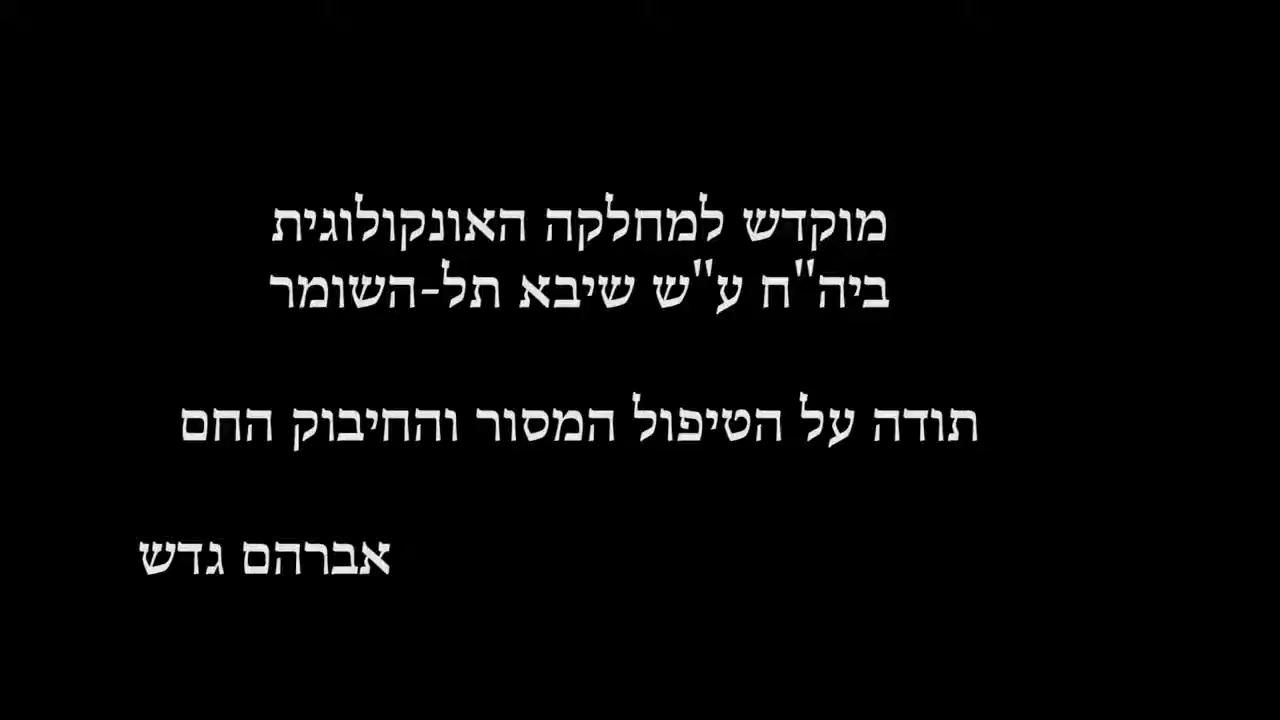 מוקדש למחלקה האונקולוגית
ביה"ח ע"ש שיבא תל-השומר
תודה על הטיפול המסור והחיבוק החם
אברהם גדש